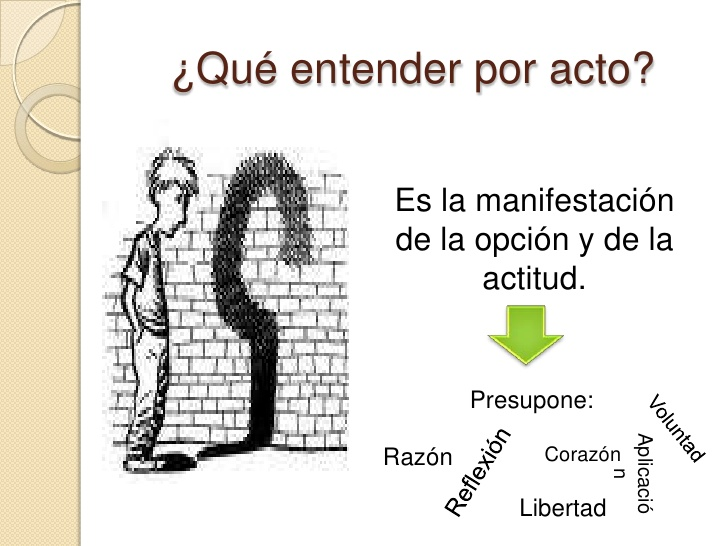 ¿Qué entender por acto?
Es la manifestación
de la opción y de la
actitud.
Presupone:
Razón
Reflexión
Corazón
Libertad
Aplicació
n
Voluntad